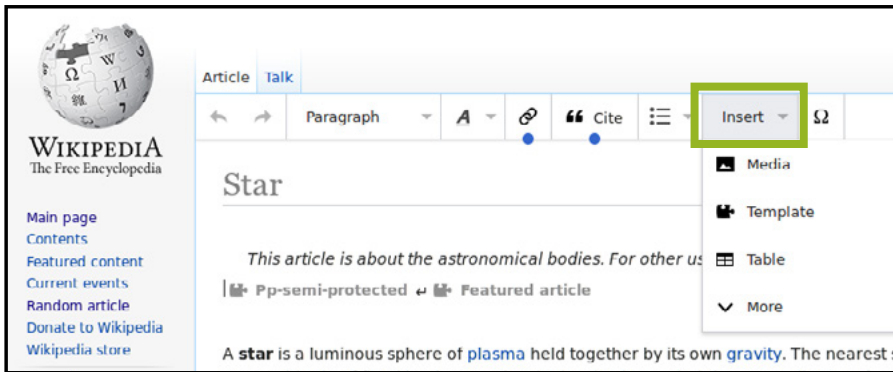 Article Talk
Paragraph A Cite Insert Ω
WIKIPEDIA
The Free Encyclopedia
Main page
Contents
Featured content
Current events
Random article
Donate to Wikipedia
Wikipedia store
Star
This article is about the astronomical bodies. For other us
Pp-semi-protected ↵ Featured article
A star is a luminous sphere of plasma held together by its own gravity. The nearest s
Media
Template
Table
More